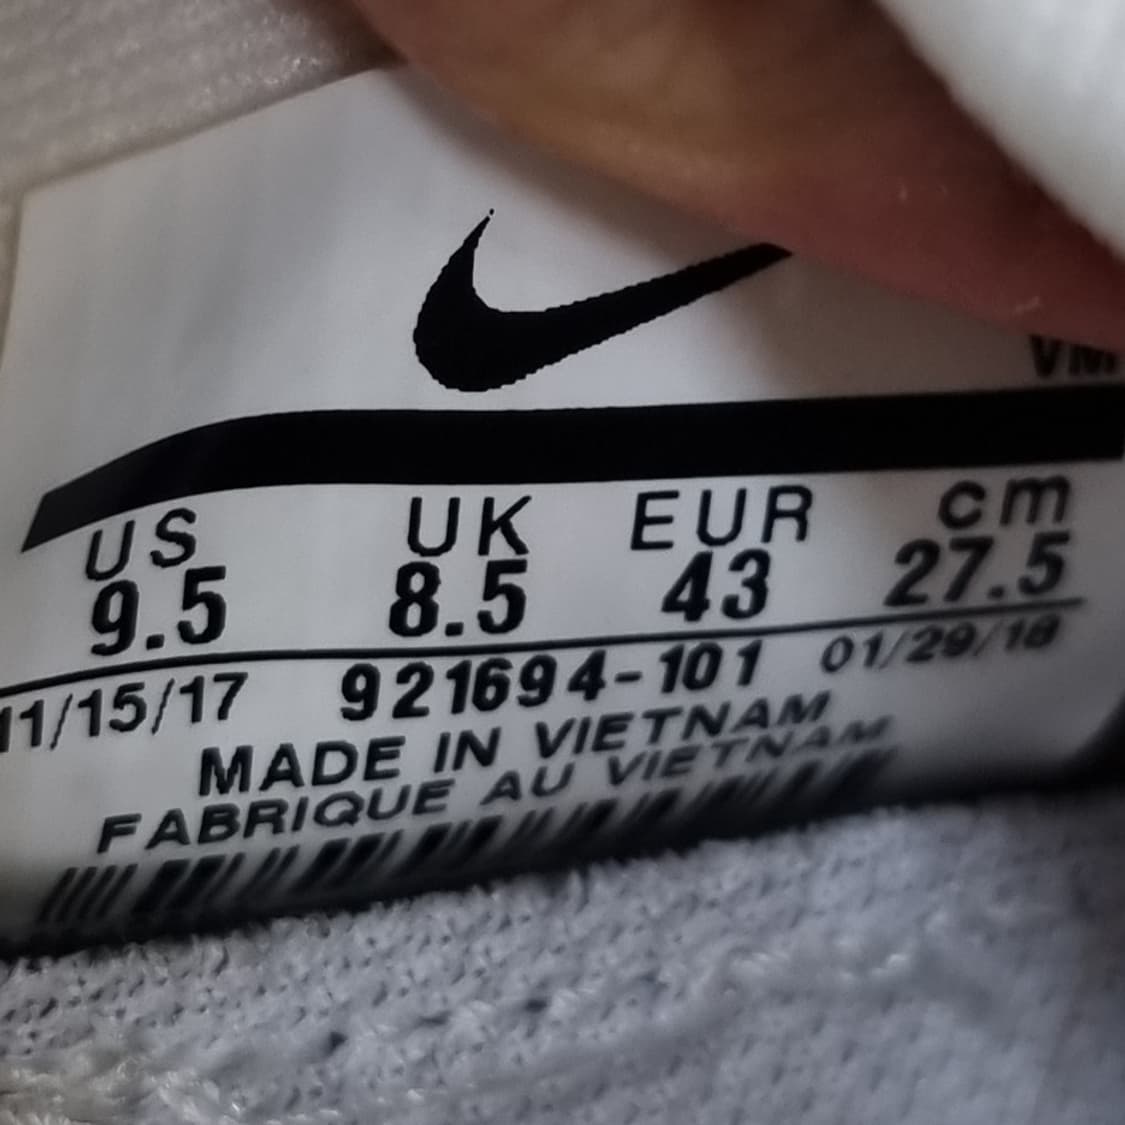 VM
US UK EUR cm
9.5 8.5 43 27.5
11/15/17 921694-101 01/29/18
MADE IN VIETNAM
FABRIQUE AU VIETNAM